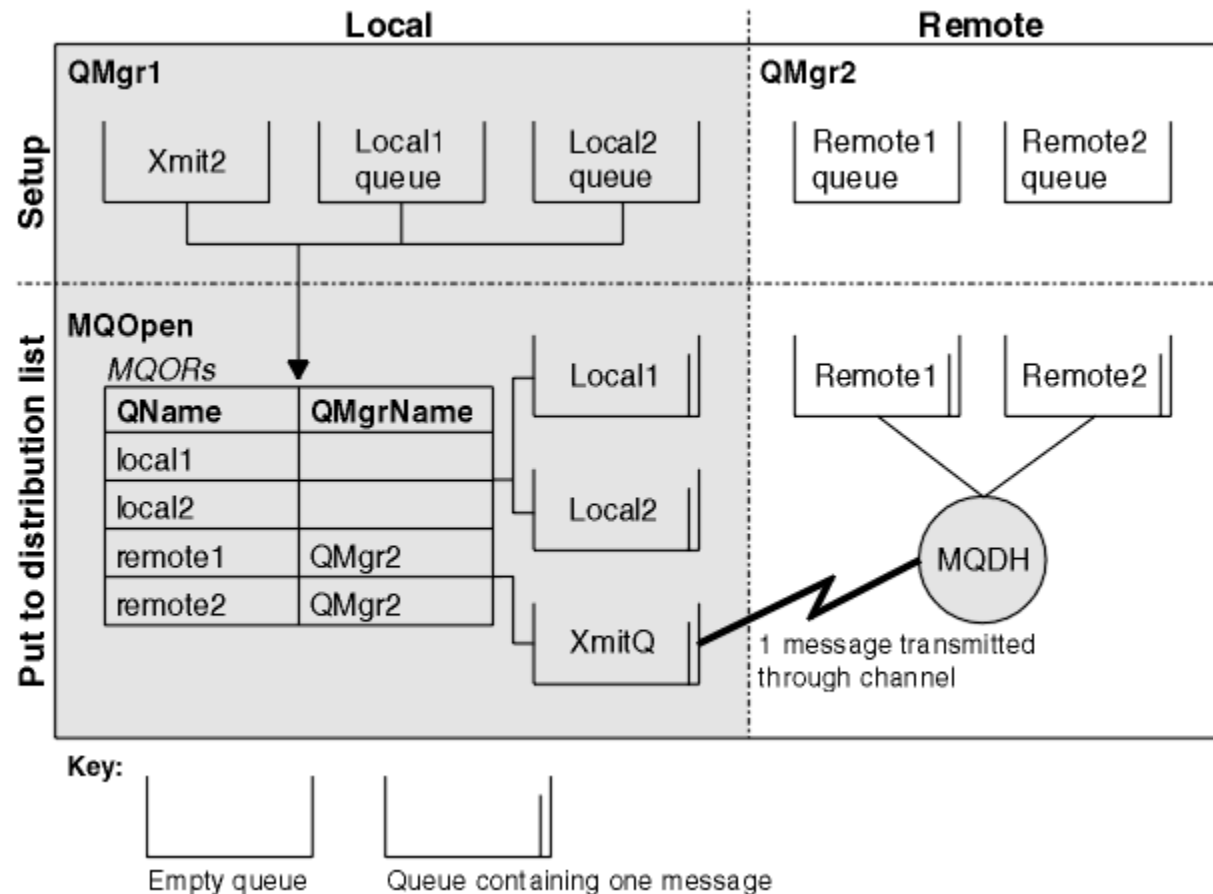 Local
Remote
Setup
QMgr1
Xmit2
Local1
queue
Local2
queue
QMgr2
Remote1
queue
Remote2
queue
Put to distribution list
MQOpen
MQORs
QName QMgrName
local1
local2
remote1 QMgr2
remote2 QMgr2
Local1
Local2
XmitQ
Remote1
Remote2
MQDH
1 message transmitted
through channel
Key:
Empty queue
Queue containing one message